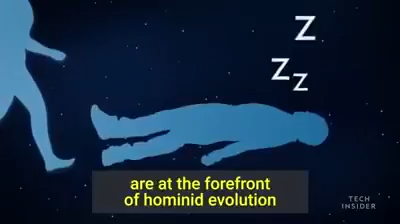 Z
Z
Z
are at the forefront
of hominid evolution
TECH
INSIDER